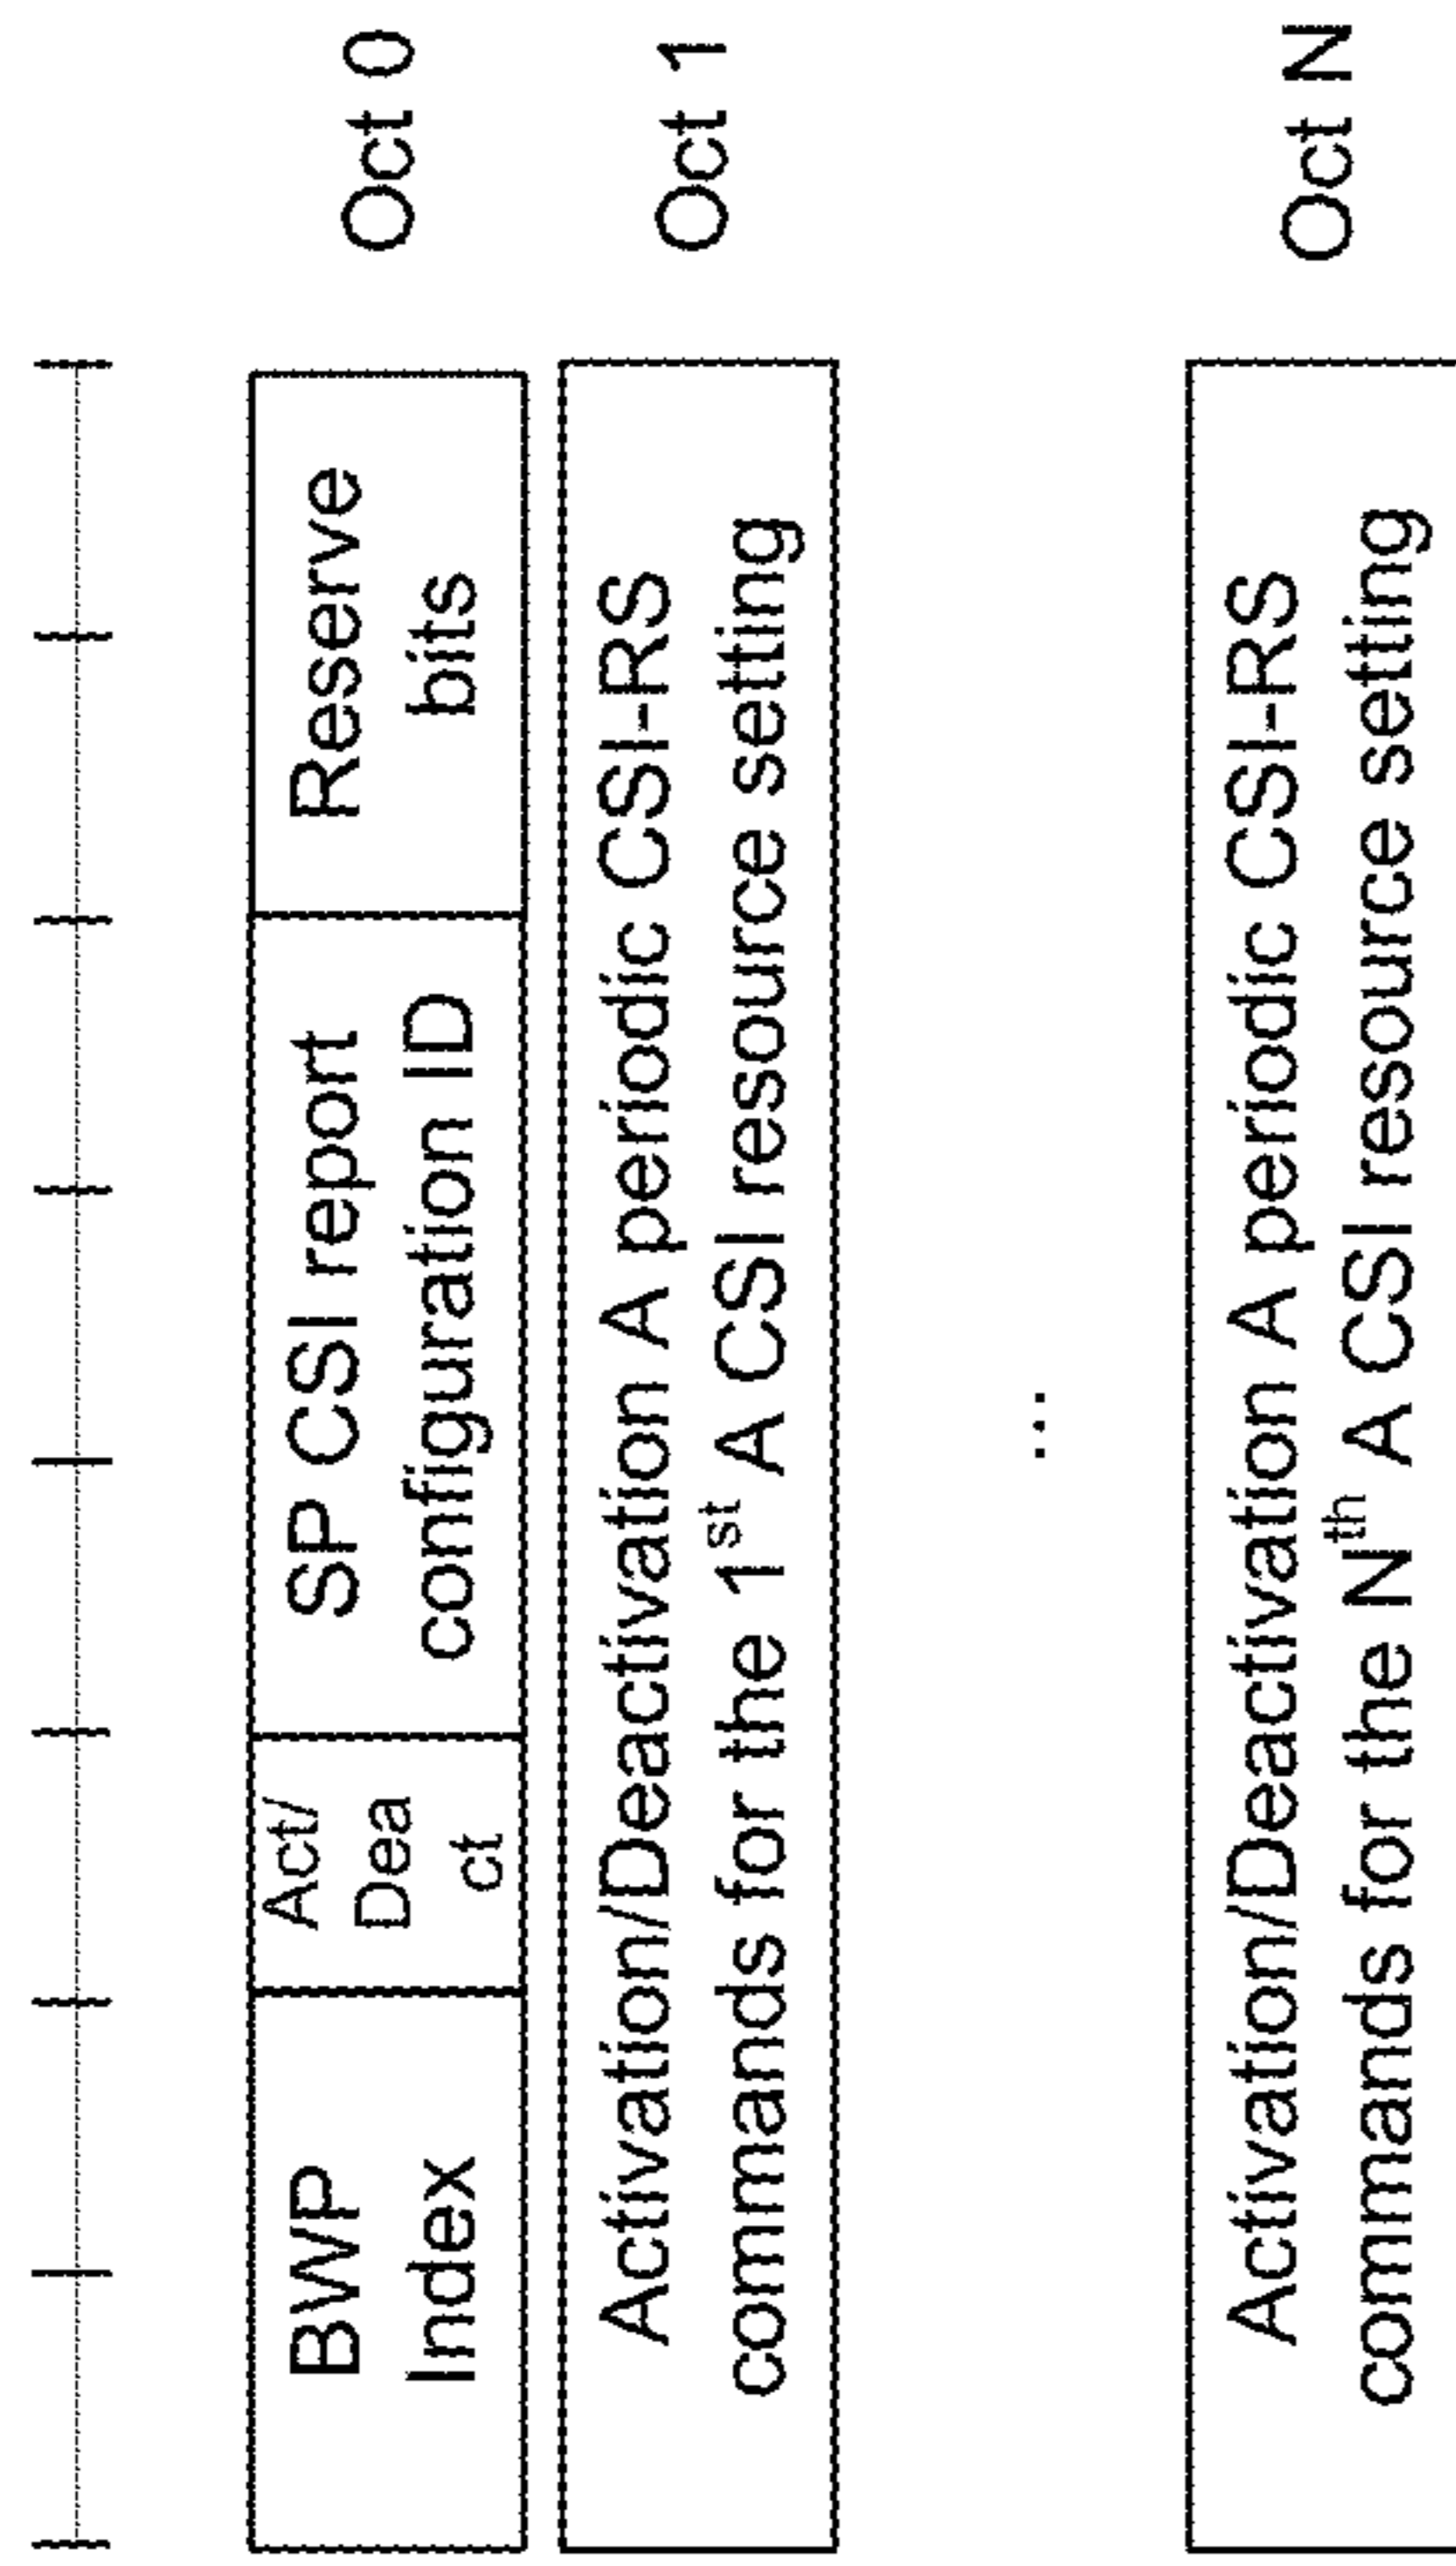 BWP
Index
Act/
Dea
ct
SP CSI report
configuration ID
Reserve
bits
Oct 0
Activation/Deactivation A periodic CSI-RS
commands for the 1st A CSI resource setting
Oct 1
...
Activation/Deactivation A periodic CSI-RS
commands for the Nth A CSI resource setting
Oct N